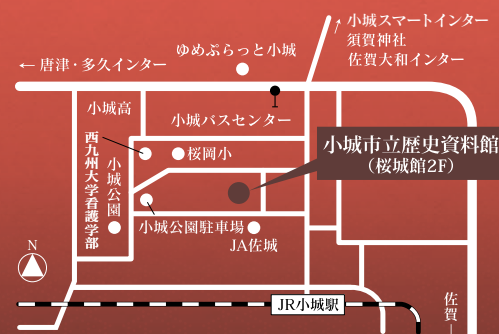 小城スマートインター
須賀神社
佐賀大和インター
ゆめぷらっと小城
← 唐津・多久インター
小城高
小城バスセンター
西九州大学看護学部
小城公園
桜岡小
小城市立歴史資料館
（桜城館2F）
小城公園駐車場
JA佐城
N
JR小城駅
佐賀